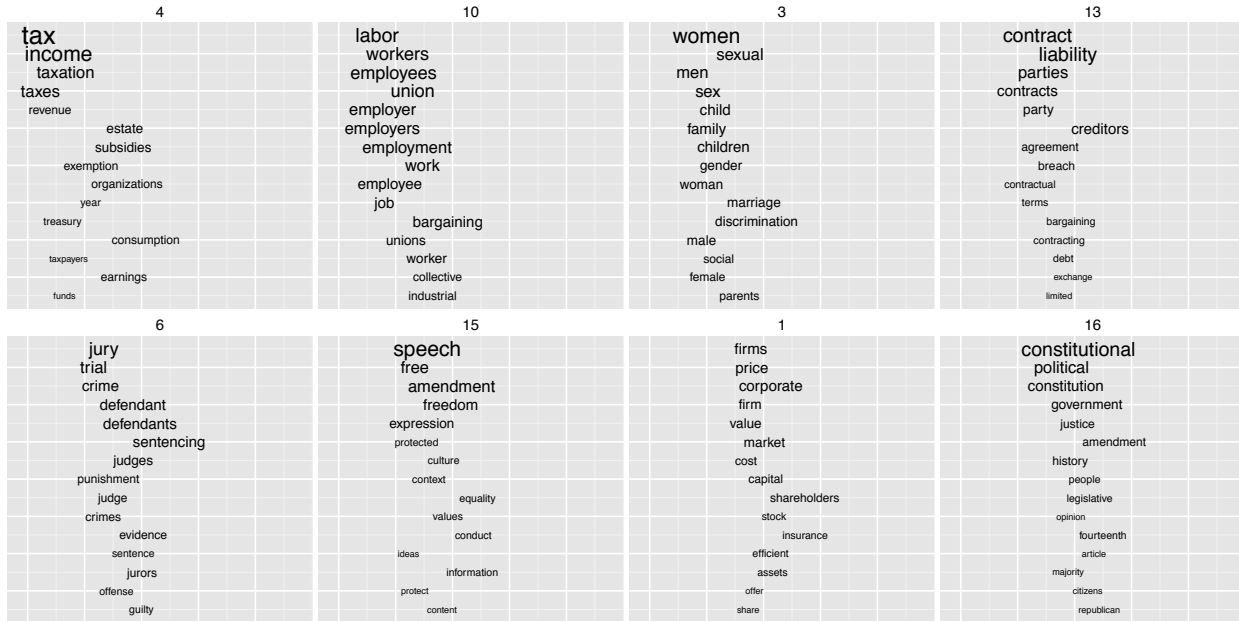 4
tax
income
taxation
taxes
revenue
estate
subsidies
exemption
organizations
year
treasury
consumption
taxpayers
earnings
funds
10
labor
workers
employees
union
employer
employers
employment
work
employee
job
bargaining
unions
worker
collective
industrial
3
women
sexual
men
sex
child
family
children
gender
woman
marriage
discrimination
male
social
female
parents
13
contract
liability
parties
contracts
party
creditors
agreement
breach
contractual
terms
bargaining
contracting
debt
exchange
limited
6
jury
trial
crime
defendant
defendants
sentencing
judges
punishment
judge
crimes
evidence
sentence
jurors
offense
guilty
15
speech
free
amendment
freedom
expression
protected
culture
context
equality
values
conduct
ideas
information
protect
content
1
firms
price
corporate
firm
value
market
cost
capital
shareholders
stock
insurance
efficient
assets
offer
share
16
constitutional
political
constitution
government
justice
amendment
history
people
legislative
opinion
fourteenth
article
majority
citizens
republican